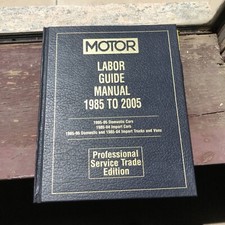 MOTOR
LABOR
GUIDE
MANUAL
1985 TO 2005
1985-05 Domestic Cars
1985-04 Import Cars
1985-05 Domestic and 1985-04 Import Trucks and Vans
Professional
Service Trade
Edition